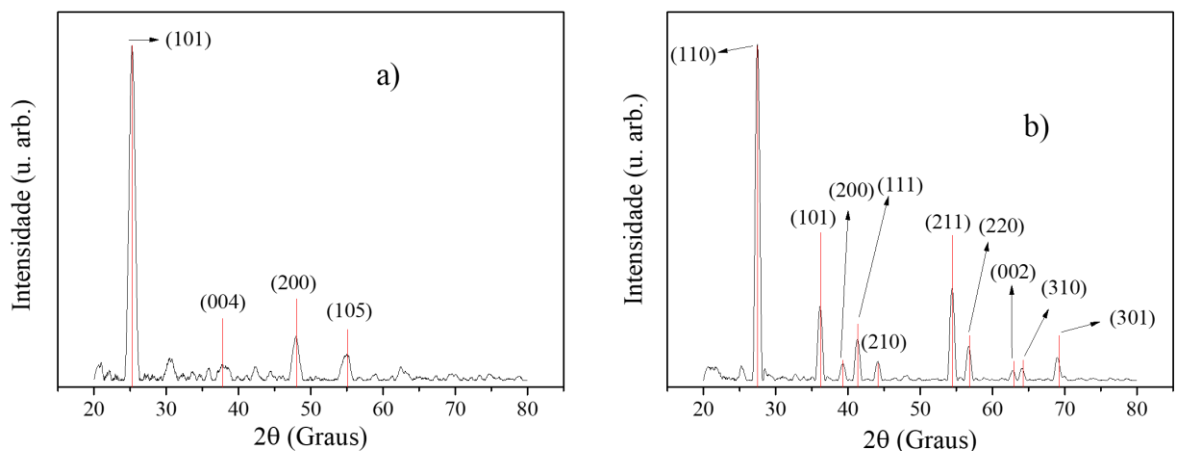 (101)
a)
(004)
(200)
(105)
Intensidade (u. arb.)
20 30 40 50 60 70 80
2θ (Graus)
(110)
b)
(101)
(200)
(111)
(210)
(211)
(220)
(002)
(310)
(301)
Intensidade (u. arb.)
20 30 40 50 60 70 80
2θ (Graus)